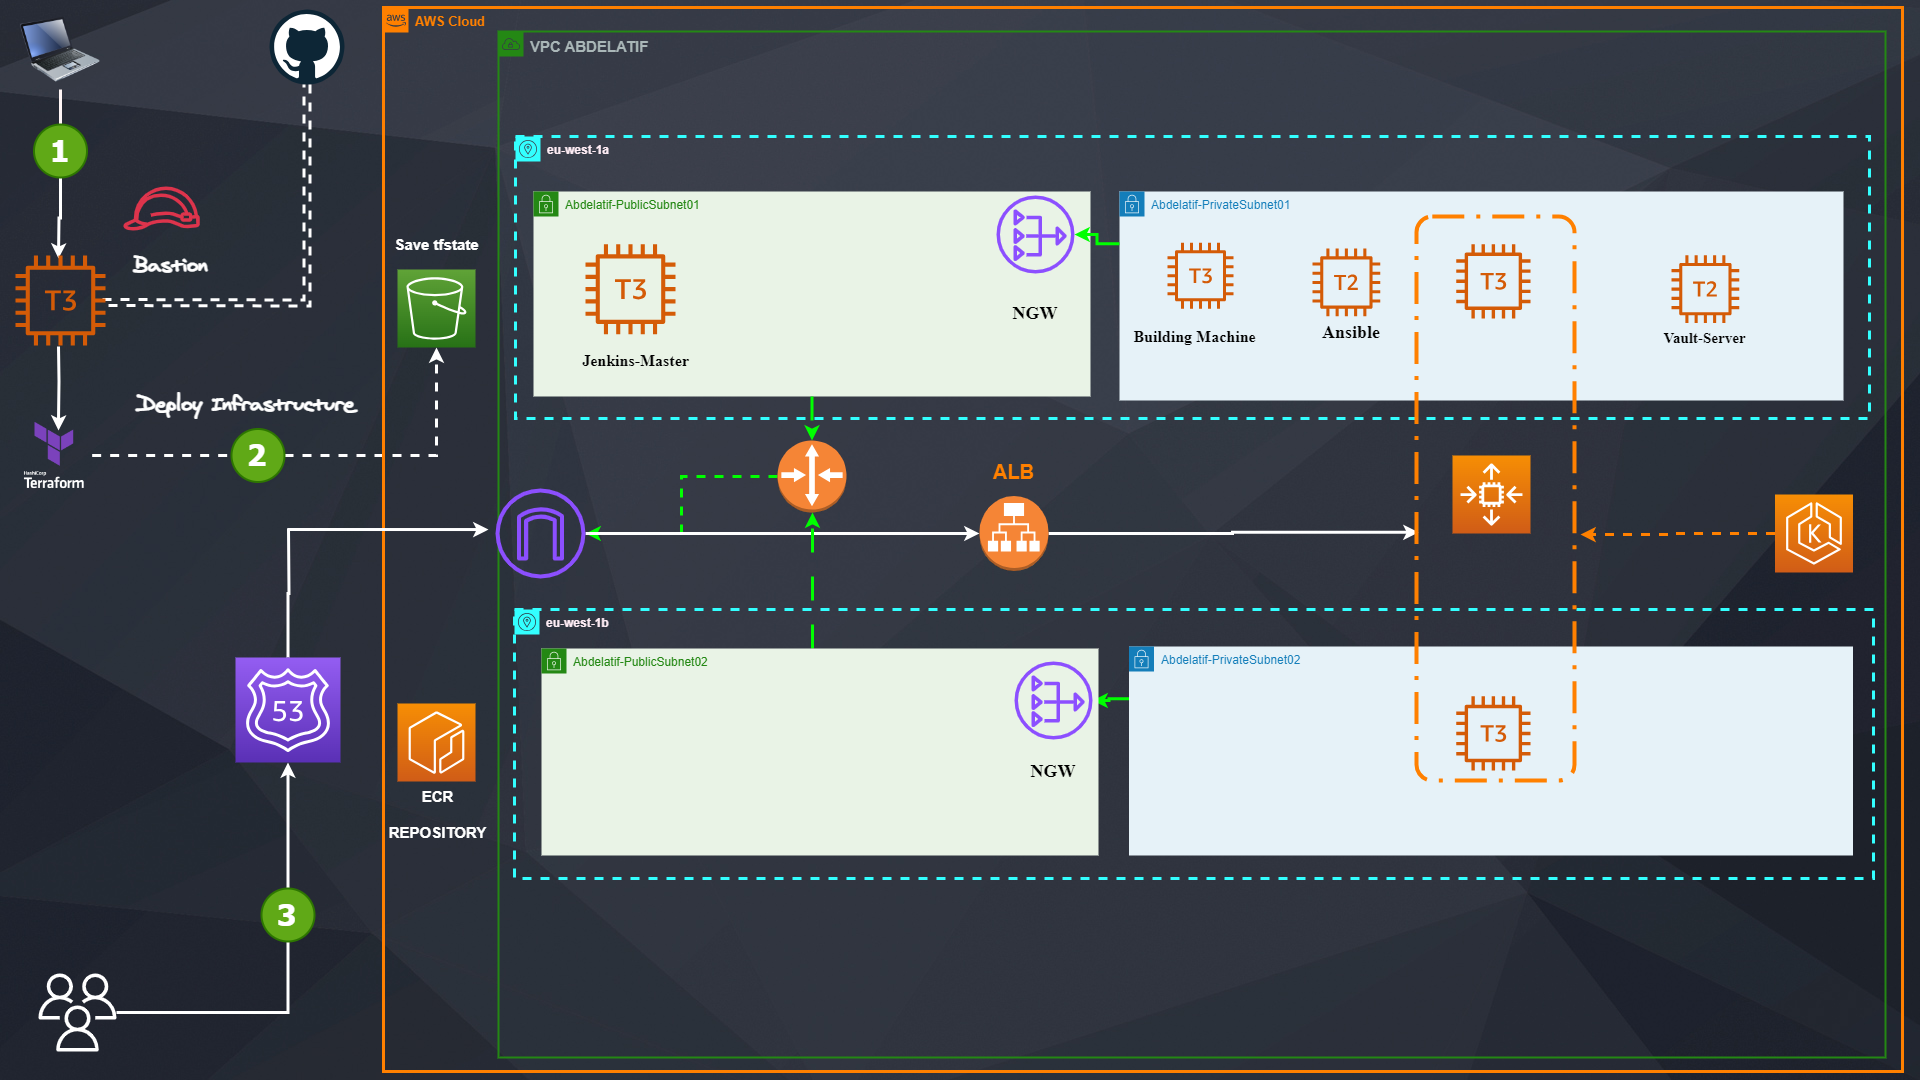 aws
AWS Cloud
VPC ABDELATIF
1
eu-west-1a
Abdelatif-PublicSubnet01
Abdelatif-PrivateSubnet01
Save tfstate
Bastion
T3
T3
T3
T2
T3
T2
NGW
Building Machine
Ansible
Vault-Server
Jenkins-Master
Deploy Infrastructure
2
HashiCorp
Terraform
ALB
K
eu-west-1b
Abdelatif-PublicSubnet02
Abdelatif-PrivateSubnet02
53
T3
NGW
ECR
REPOSITORY
3